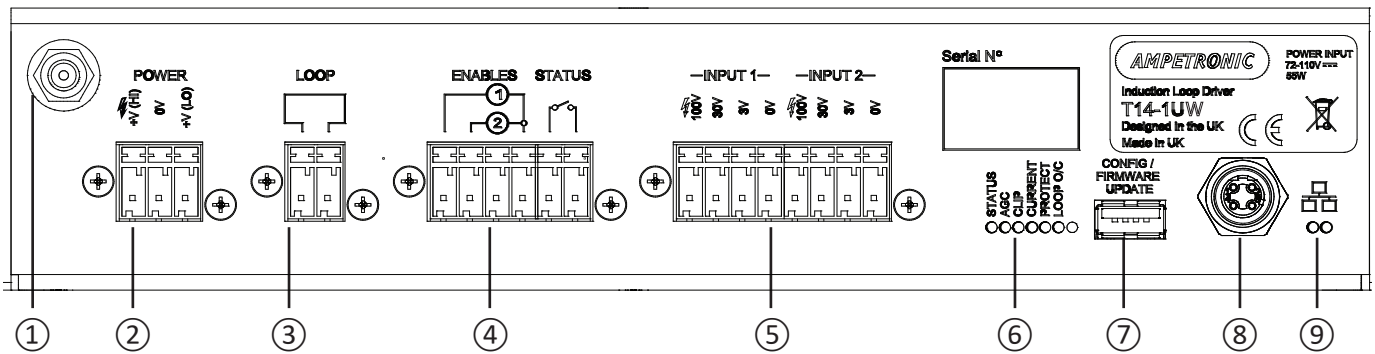 POWER
+V (HI)
0V
+V (LO)
LOOP
ENABLES
1
2
STATUS
INPUT 1
100V
30V
3V
0V
INPUT 2
100V
30V
3V
0V
Serial Nº
AMPETRONIC
Induction Loop Driver
T14-1UW
Designed in the UK
Made in UK
CE
POWER INPUT
72-110V
55W
STATUS
AGC
CLIP
CURRENT
PROTECT
LOOP O/C
CONFIG /
FIRMWARE
UPDATE
① ② ③ ④ ⑤ ⑥ ⑦ ⑧ ⑨